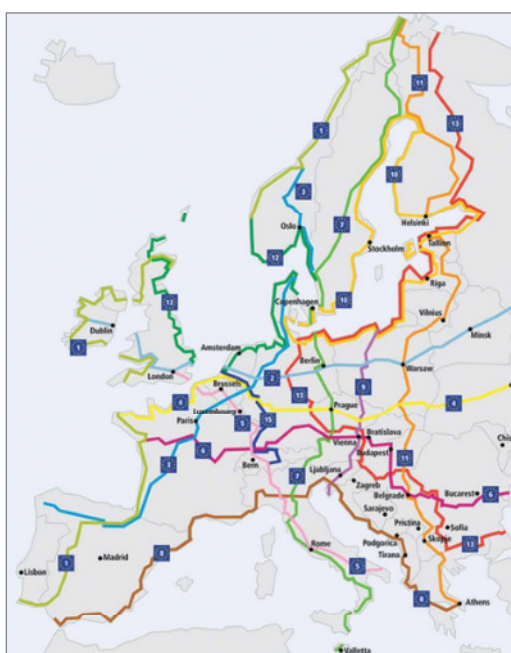 11
13
1
3
10
Oslo
7
Helsinki
Tallinn
12
Stockholm
Riga
12
Copenhagen
10
Vilnius
Dublin
1
Minsk
Amsterdam
Berlin
London
2
Warsaw
Brussels
13
9
4
Luxembourg
Prague
4
Paris
5
15
Bratislava
Vienna
6
Budapest
3
Bern
11
7
Ljubljana
Zagreb
Belgrade
Bucarest
6
Sarajevo
Pristina
Sofia
Madrid
8
Podgorica
Skopje
13
Lisbon
1
Rome
5
Tirana
8
Athens
Valletta